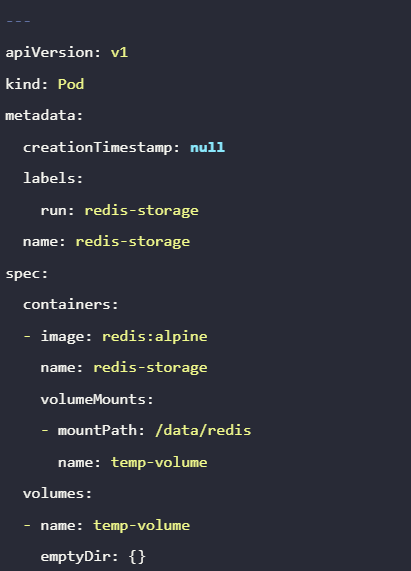 ---
apiVersion: v1
kind: Pod
metadata:
  creationTimestamp: null
  labels:
    run: redis-storage
  name: redis-storage
spec:
  containers:
  - image: redis:alpine
    name: redis-storage
    volumeMounts:
    - mountPath: /data/redis
      name: temp-volume
  volumes:
  - name: temp-volume
    emptyDir: {}